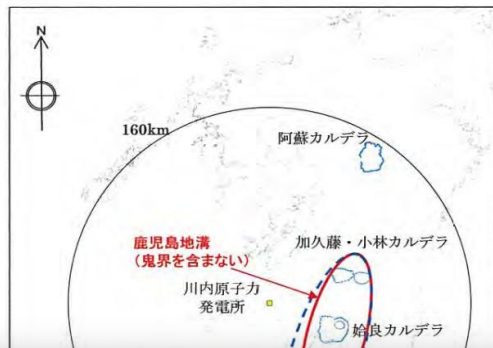 N
160km
阿蘇カルデラ
鹿児島地溝
（鬼界を含まない）
加久藤・小林カルデラ
川内原子力
発電所
姶良カルデラ